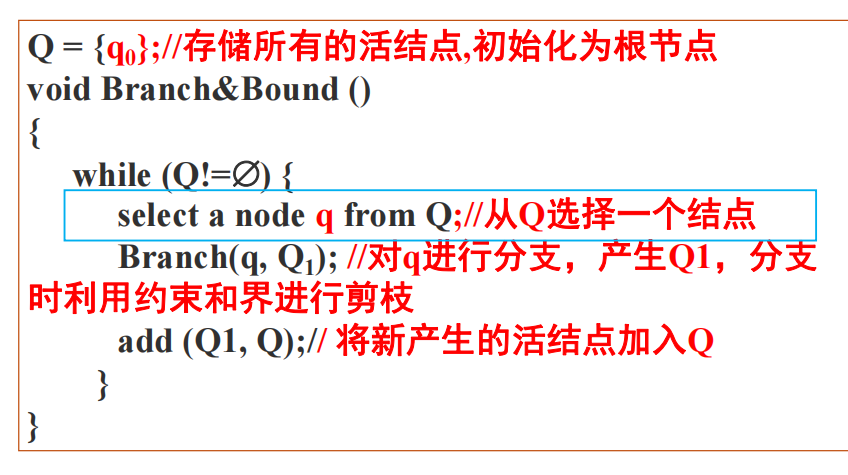 Q = {q₀};//存储所有的活结点,初始化为根节点
void Branch&Bound ()
{
while (Q!=∅) {
select a node q from Q;//从Q选择一个结点
Branch(q, Q₁); //对q进行分支，产生Q1，分支
时利用约束和界进行剪枝
add (Q1, Q);// 将新产生的活结点加入Q
}
}